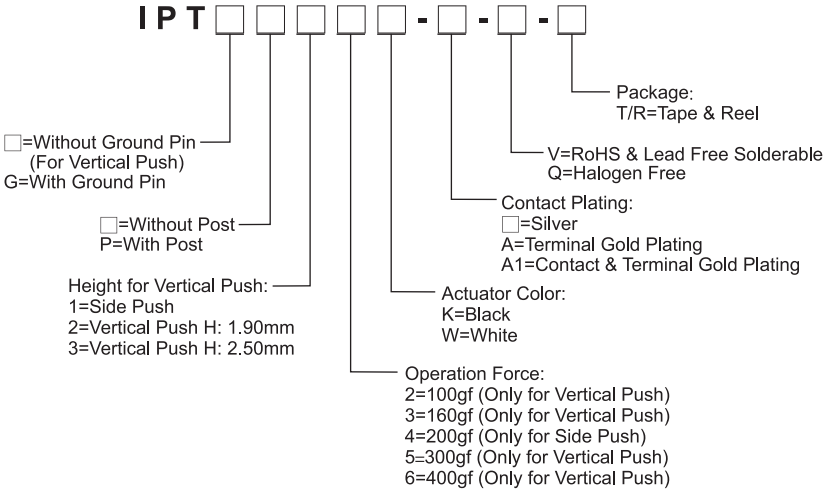 IPT□□□□□-□-□-□
Package:
T/R=Tape & Reel
□=Without Ground Pin
(For Vertical Push)
G=With Ground Pin
V=RoHS & Lead Free Solderable
Q=Halogen Free
□=Without Post
P=With Post
Contact Plating:
□=Silver
A=Terminal Gold Plating
A1=Contact & Terminal Gold Plating
Height for Vertical Push:
1=Side Push
2=Vertical Push H: 1.90mm
3=Vertical Push H: 2.50mm
Actuator Color:
K=Black
W=White
Operation Force:
2=100gf (Only for Vertical Push)
3=160gf (Only for Vertical Push)
4=200gf (Only for Side Push)
5=300gf (Only for Vertical Push)
6=400gf (Only for Vertical Push)